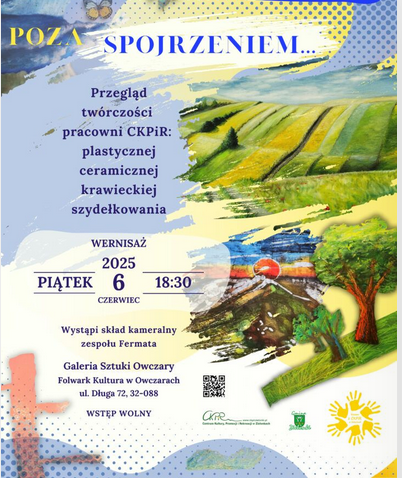 POZA SPOJRZENIEM...
Przegląd
twórczości
pracowni CKPiR:
plastycznej
ceramicznej
krawieckiej
szydełkowania
WERNISAŻ
2025
PIĄTEK 6 18:30
CZERWIEC
Wystąpi skład kameralny
zespołu Fermata
Galeria Sztuki Owczary
Folwark Kultura w Owczarach
ul. Długa 72, 32-088
WSTĘP WOLNY
CKPiR